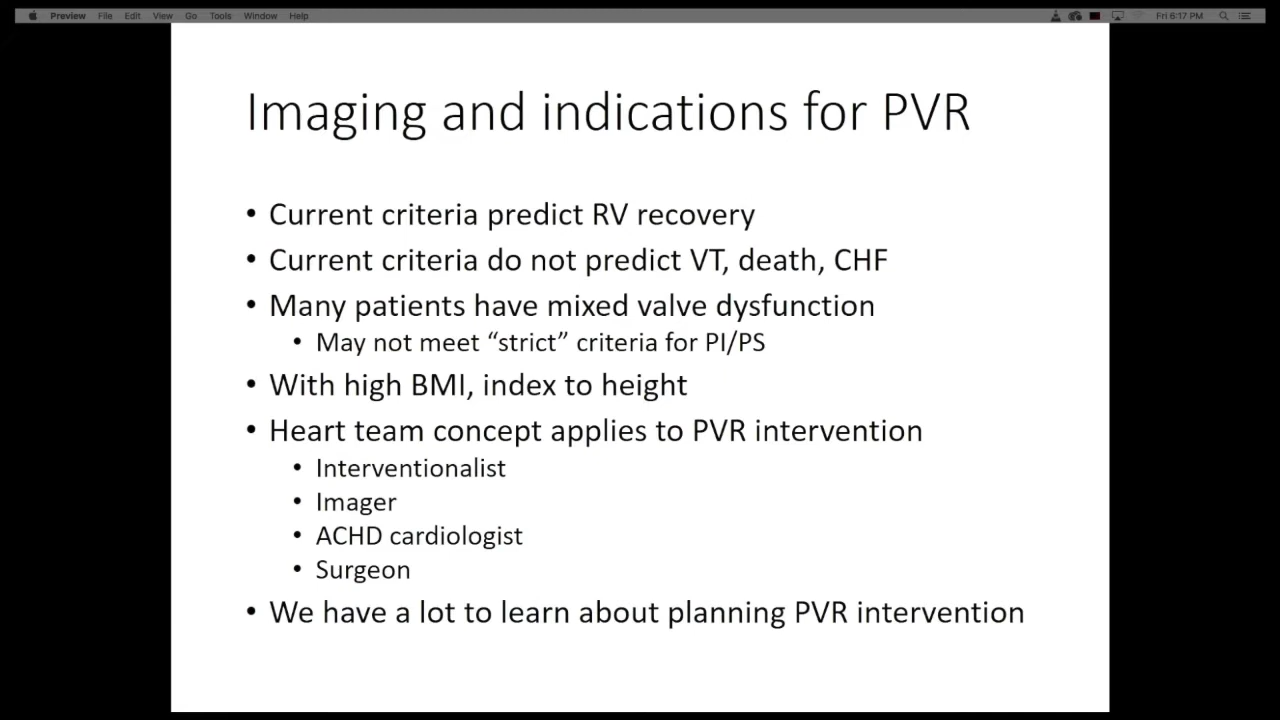 Preview File Edit View Go Tools Window Help Fri 6:17 PM
Imaging and indications for PVR
• Current criteria predict RV recovery
• Current criteria do not predict VT, death, CHF
• Many patients have mixed valve dysfunction
• May not meet “strict” criteria for PI/PS
• With high BMI, index to height
• Heart team concept applies to PVR intervention
• Interventionalist
• Imager
• ACHD cardiologist
• Surgeon
• We have a lot to learn about planning PVR intervention